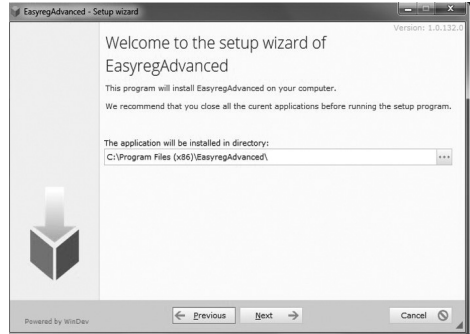 EasyregAdvanced - Setup wizard
Version: 1.0.132.0
Welcome to the setup wizard of
EasyregAdvanced
This program will install EasyregAdvanced on your computer.
We recommend that you close all the curent applications before running the setup program.
The application will be installed in directory:
C:\Program Files (x86)\EasyregAdvanced\
...
Powered by WinDev
Previous
Next
Cancel